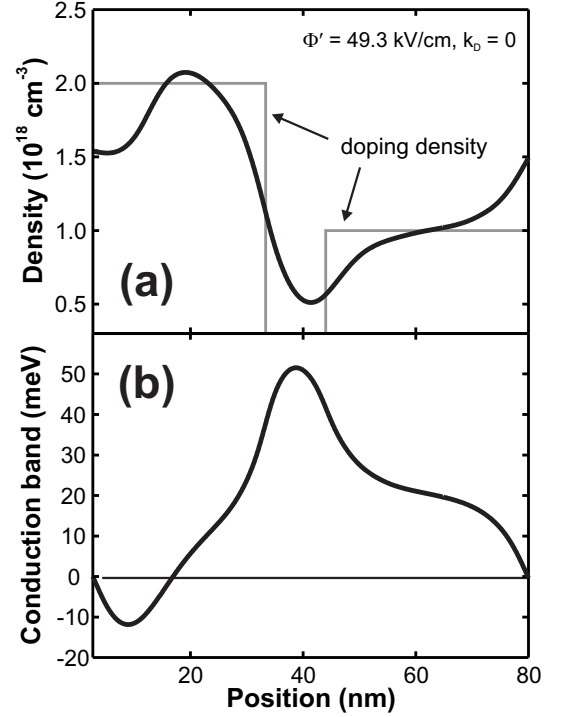 2.5
Φ′ = 49.3 kV/cm, k_D = 0
2.0
doping density
1.5
1.0
0.5
Density (10^18 cm^-3)
(a)
(b)
50
40
30
20
10
0
-10
-20
Conduction band (meV)
20 40 60 80
Position (nm)